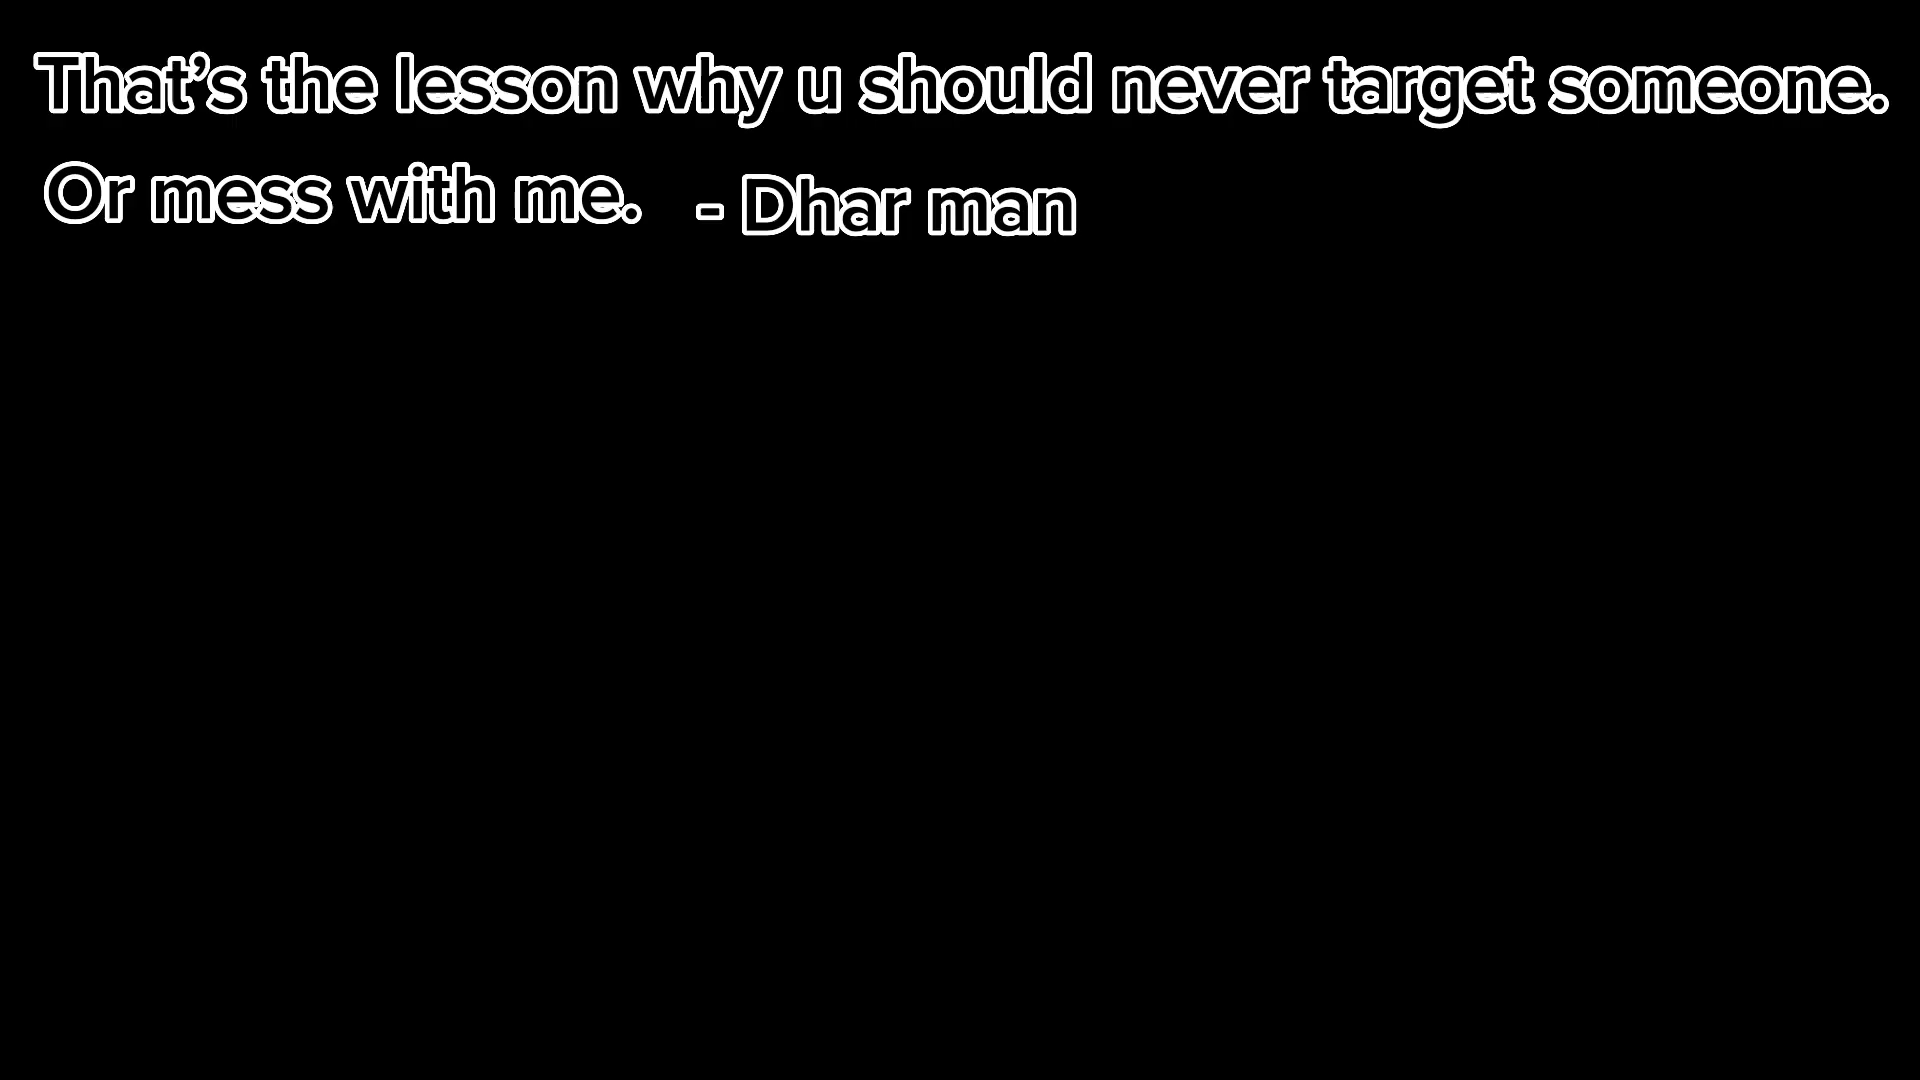 That’s the lesson why u should never target someone.
Or mess with me. - Dhar man